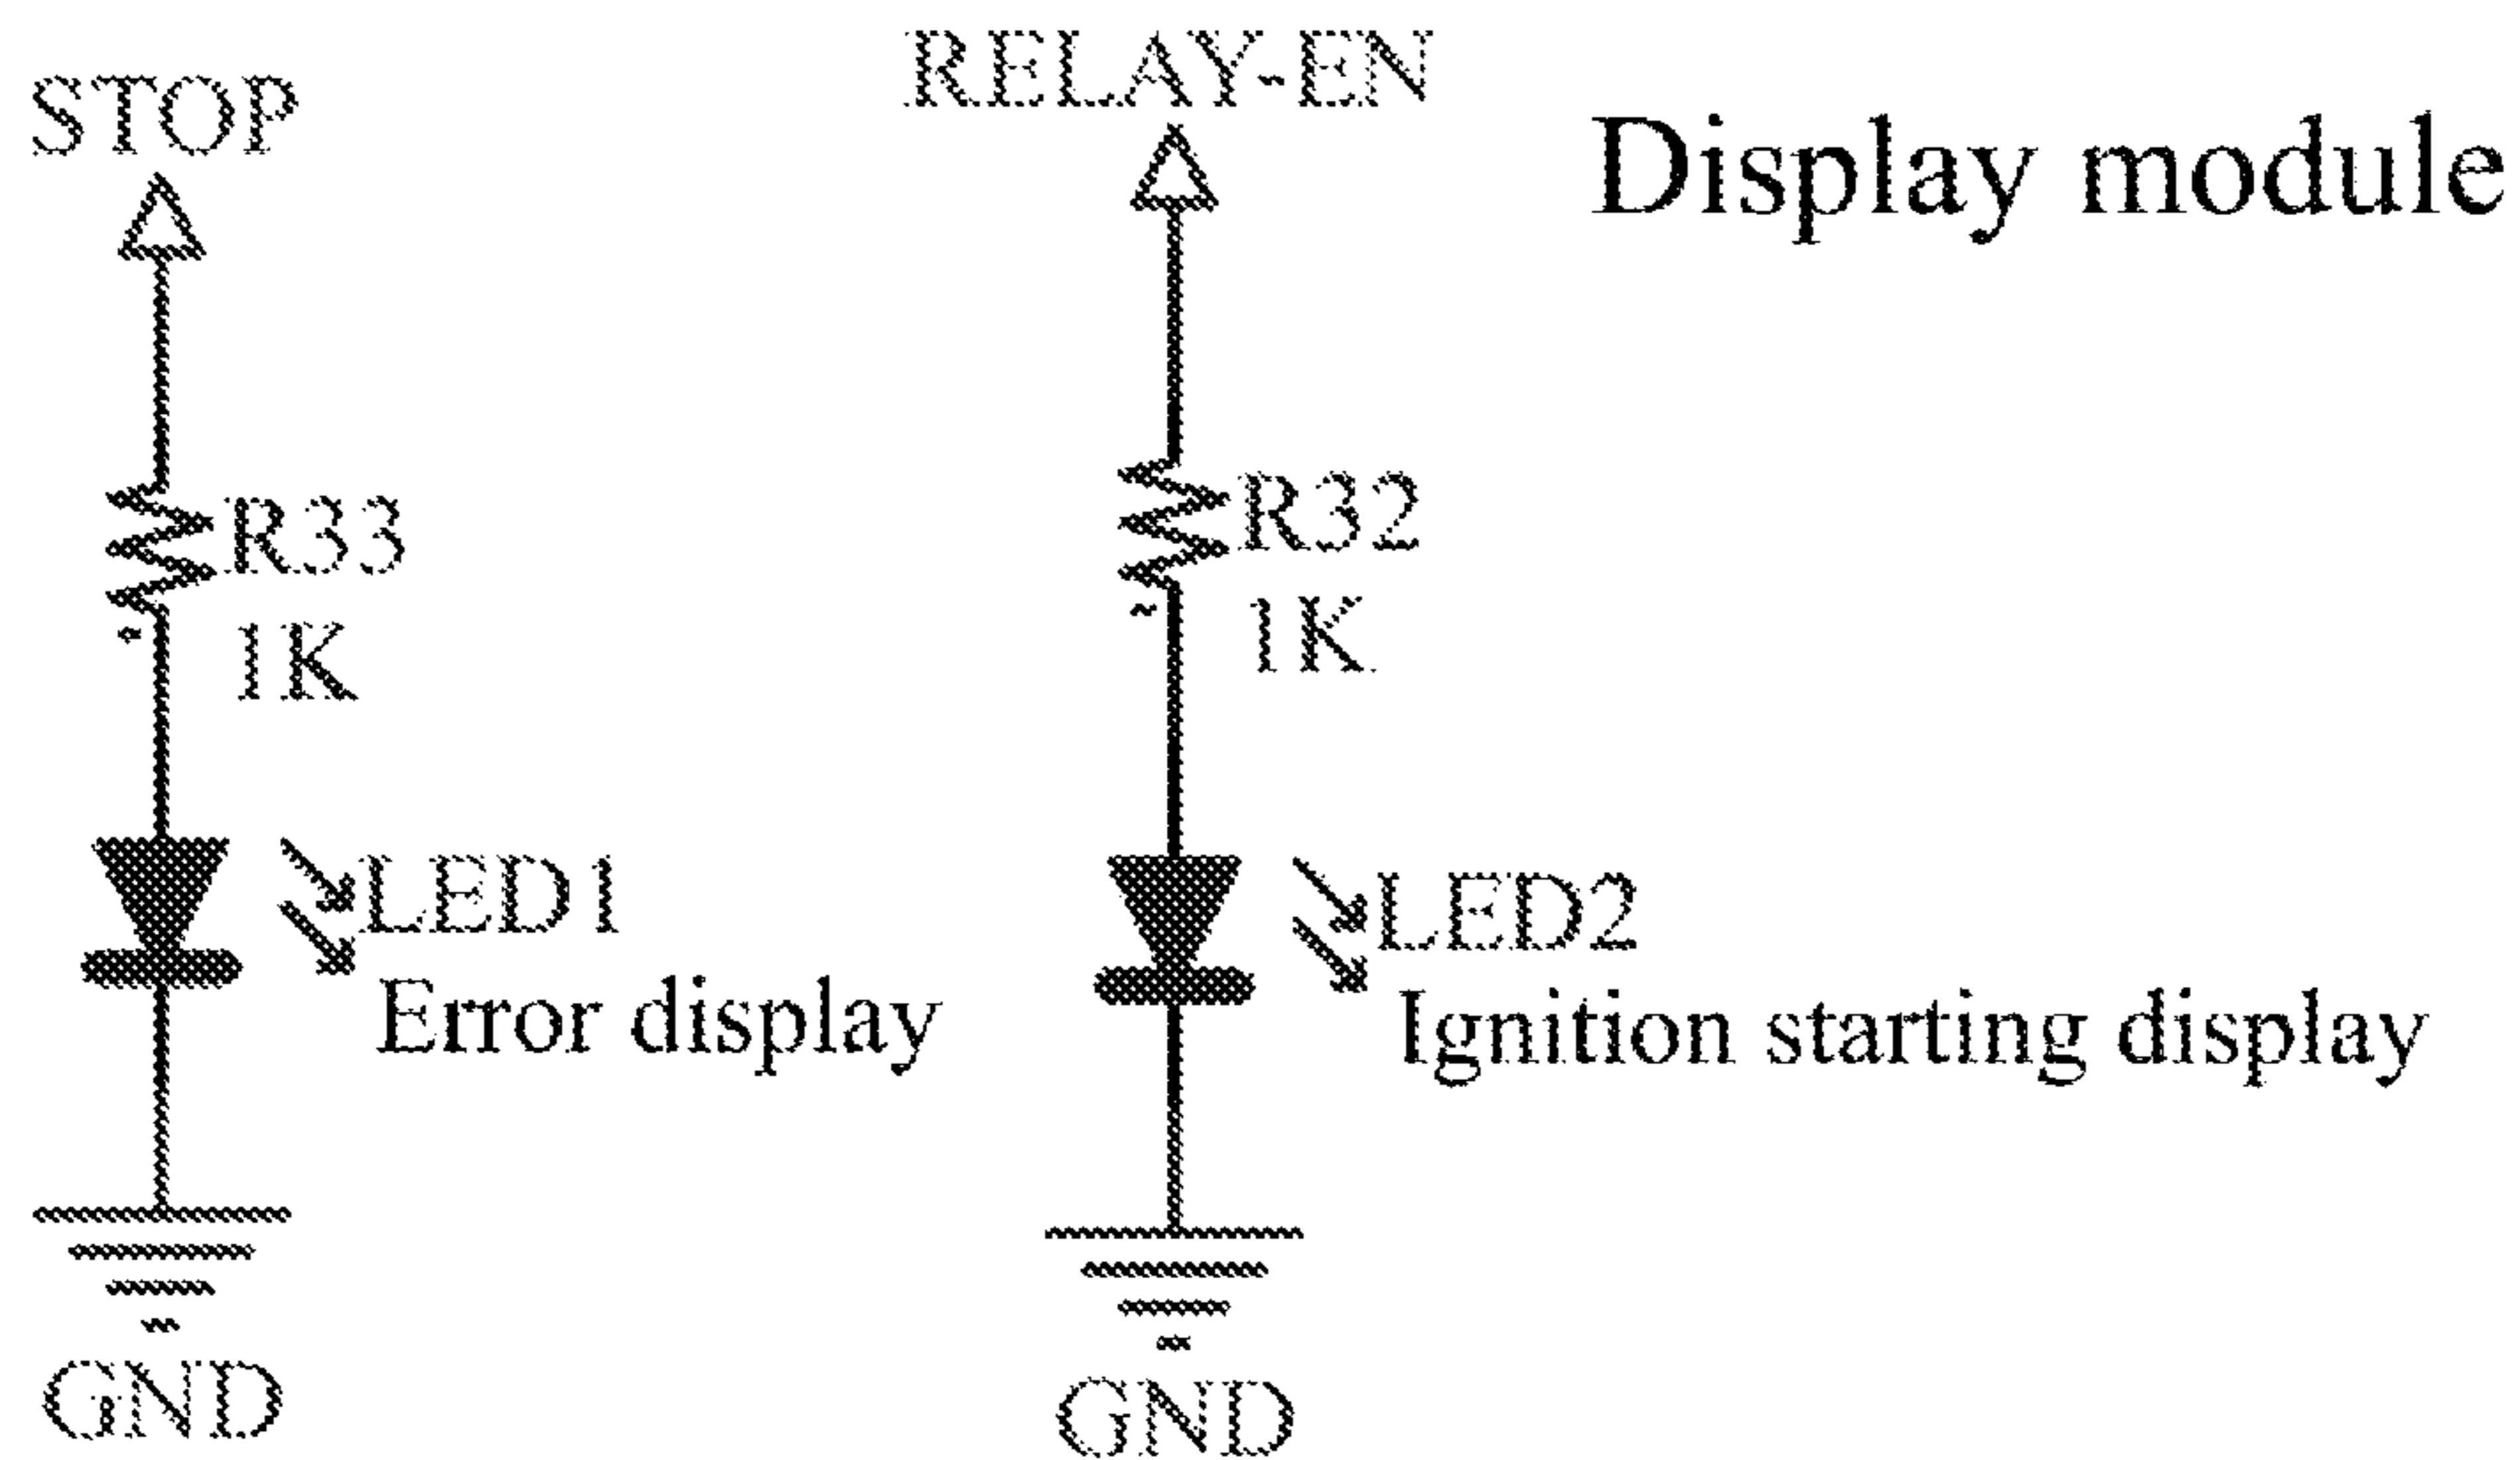 STOP
RELAY-EN
Display module
R33
1K
R32
1K
LED1
Error display
LED2
Ignition starting display
GND
GND